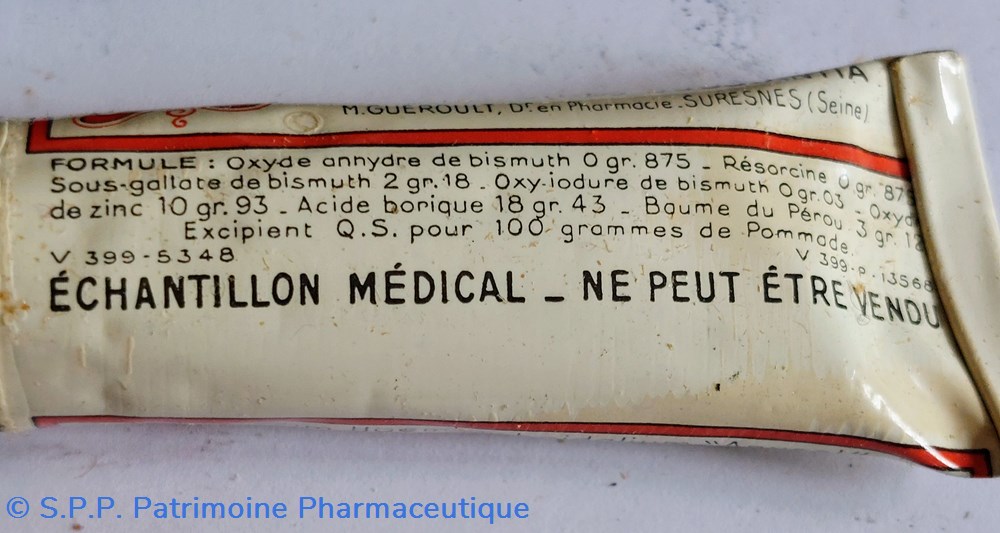 M. GUEROULT, Dr. en Pharmacie. SURESNES (Seine)
FORMULE : Oxyde anhydre de bismuth 0 gr. 875 - Résorcine 0 gr. 875
Sous-gallate de bismuth 2 gr. 18 - Oxy-iodure de bismuth 0 gr. 03 - Oxyde
de zinc 10 gr. 93 - Acide borique 18 gr. 43 - Baume du Pérou 3 gr. 12
Excipient Q.S. pour 100 grammes de Pommade.
V 399-5348
V 399.p.13568
ÉCHANTILLON MÉDICAL - NE PEUT ÊTRE VENDU
© S.P.P. Patrimoine Pharmaceutique